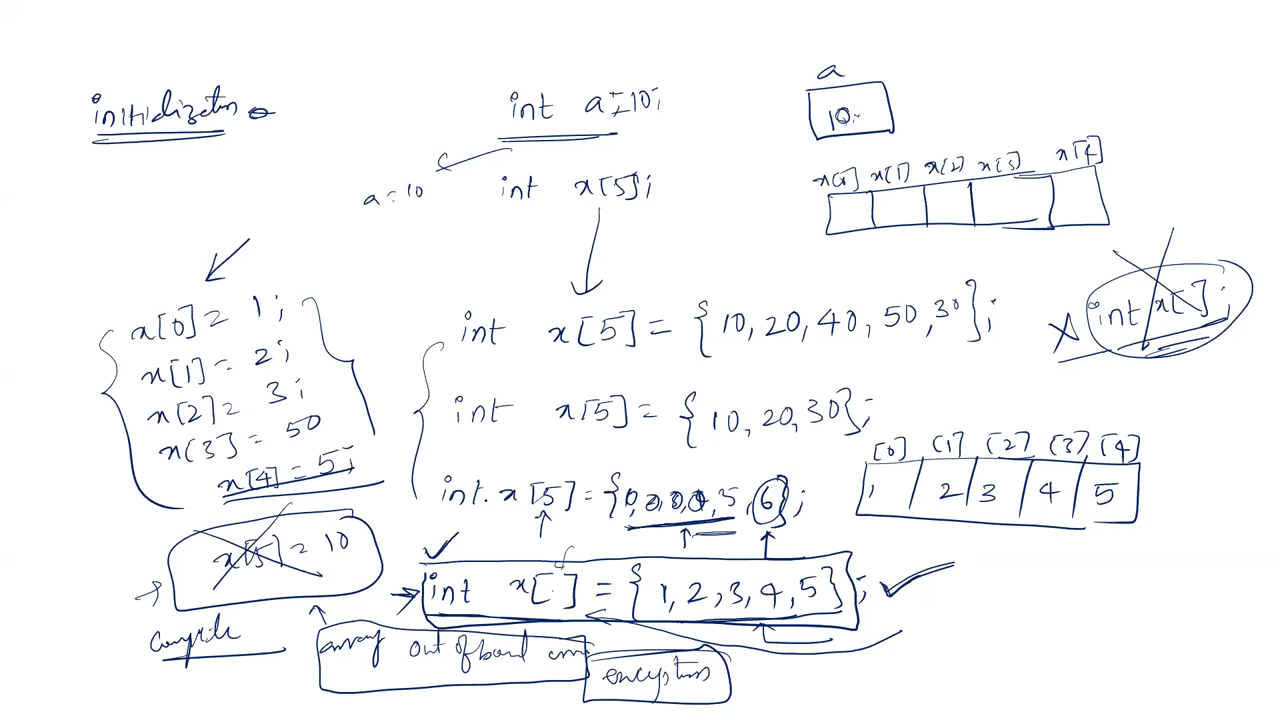 initialization
int a = 10;
a
10
a = 10
int x[5];
x[0] x[1] x[2] x[3] x[4]
x[0] = 1;
x[1] = 2;
x[2] = 3;
x[3] = 50
x[4] = 5;
x[5] = 10
compile
int x[5] = {10, 20, 40, 50, 30};
int x[5] = {10, 20, 30};
int x[5] = {0, 0, 0, 0, 5, 6};
int x[ ] = {1, 2, 3, 4, 5};
array out of bound
int x[ ];
[0] [1] [2] [3] [4]
1 2 3 4 5